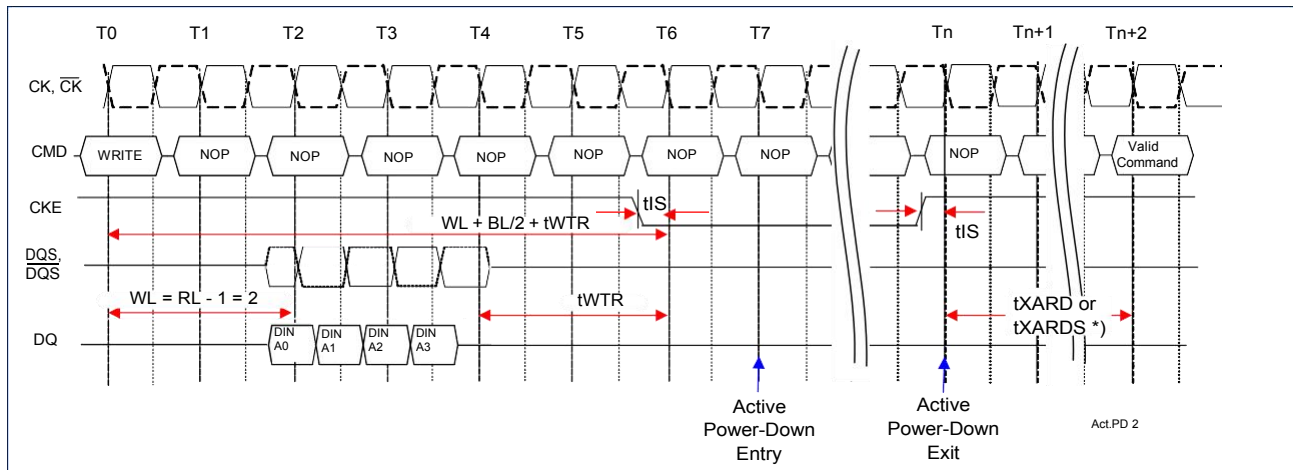 T0 T1 T2 T3 T4 T5 T6 T7 Tn Tn+1 Tn+2
CK, CK
CMD WRITE NOP NOP NOP NOP NOP NOP NOP NOP Valid
Command
CKE
tIS
tIS
WL + BL/2 + tWTR
DQS,
DQS
WL = RL - 1 = 2
tWTR
tXARD or
tXARDS *)
DQ
DIN
A0
DIN
A1
DIN
A2
DIN
A3
Active
Power-Down
Entry
Active
Power-Down
Exit
Act.PD 2